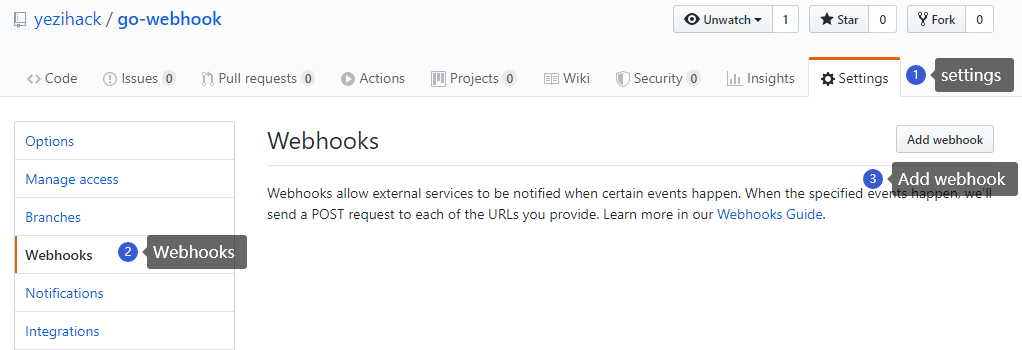 yezihack / go-webhook
Unwatch 1 Star 0 Fork 0
Code Issues 0 Pull requests 0 Actions Projects 0 Wiki Security 0 Insights Settings 1 settings
Options
Manage access
Branches
Webhooks 2 Webhooks
Notifications
Integrations
Webhooks
Add webhook
3 Add webhook
Webhooks allow external services to be notified when certain events happen. When the specified events happen, we'll
send a POST request to each of the URLs you provide. Learn more in our Webhooks Guide.